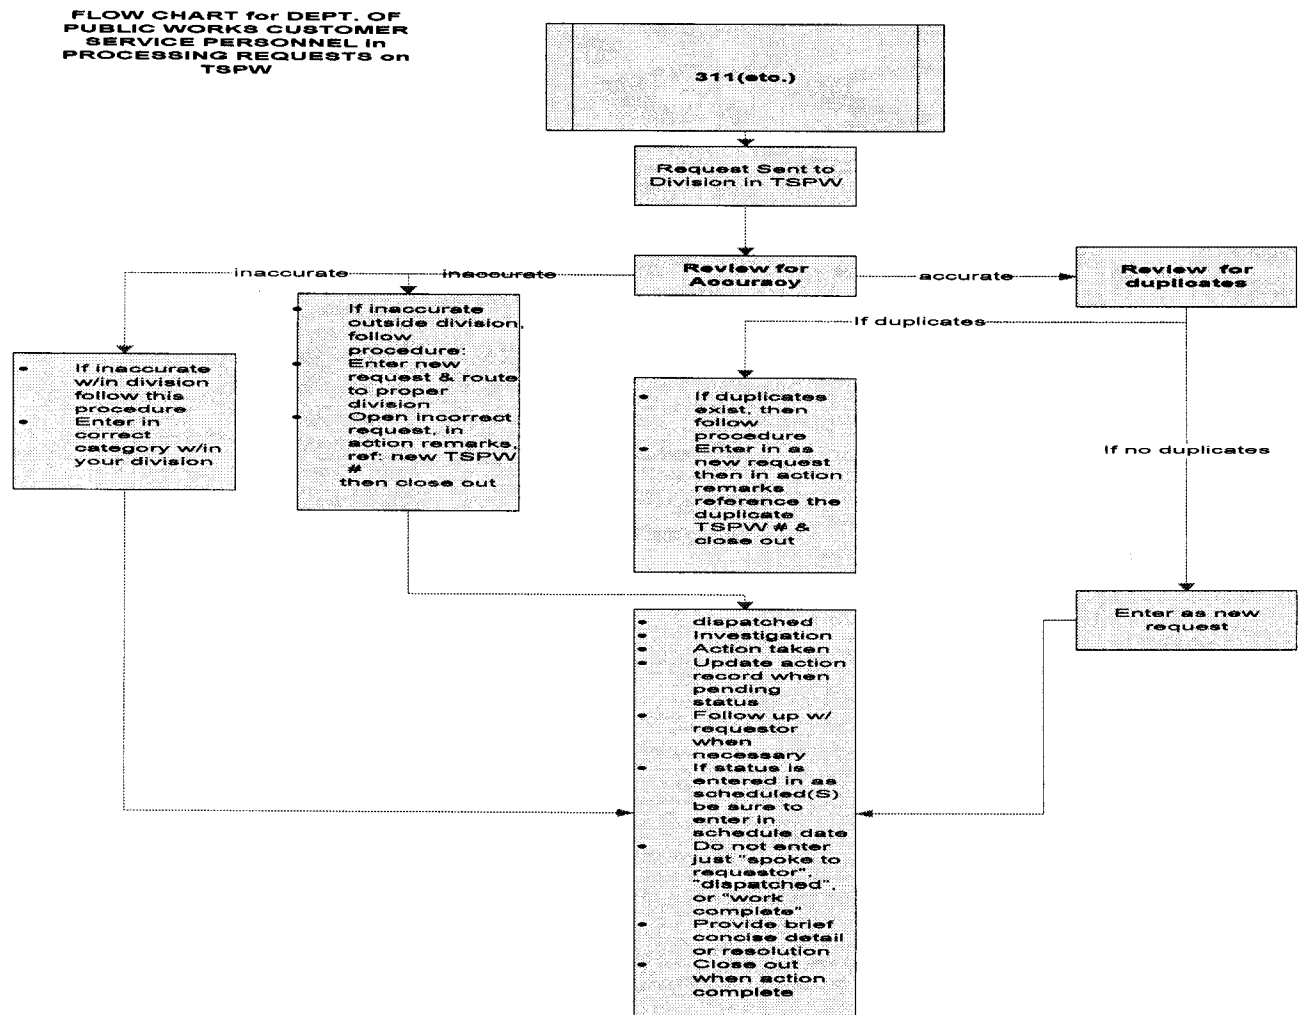 FLOW CHART for DEPT. OF
PUBLIC WORKS CUSTOMER
SERVICE PERSONNEL in
PROCESSING REQUESTS on
TSPW
311(etc.)
Request Sent to
Division in TSPW
inaccurate
inaccurate
Review for
Accuracy
accurate
Review for
duplicates
If duplicates
If no duplicates
• If inaccurate
w/in division
follow this
procedure
• Enter in
correct
category w/in
your division
• If inaccurate
outside division,
follow
procedure:
• Enter new
request & route
to proper
division
• Open incorrect
request, in
action remarks,
ref: new TSPW
#
then close out
• If duplicates
exist, then
follow
procedure
• Enter in as
new request
then in action
remarks
reference the
duplicate
TSPW # &
close out
Enter as new
request
• dispatched
• Investigation
• Action taken
• Update action
record when
pending
status
• Follow up w/
requestor
when
necessary
• If status is
entered in as
scheduled(S)
be sure to
enter in
schedule date
• Do not enter
just "spoke to
requestor",
"dispatched",
or "work
complete"
• Provide brief
concise detail
or resolution
• Close out
when action
complete